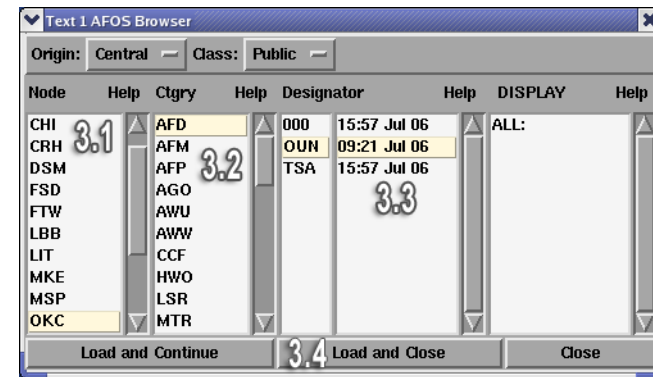 Text 1 AFOS Browser
Origin: Central Class: Public
Node Help Ctgry Help Designator Help DISPLAY Help
CHI AFD 000 15:57 Jul 06 ALL:
CRH AFM OUN 09:21 Jul 06
DSM AFP TSA 15:57 Jul 06
FSD AGO
FTW AWU
LBB AWW
LIT CCF
MKE HWO
MSP LSR
OKC MTR
3.1 3.2 3.3
Load and Continue 3.4 Load and Close Close